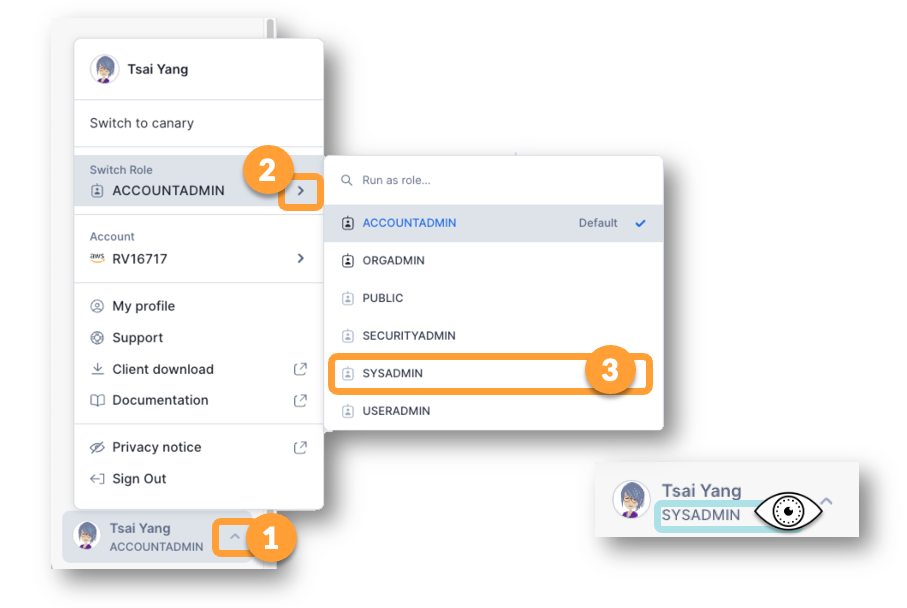 Tsai Yang
Switch to canary
Switch Role
ACCOUNTADMIN
2
Account
aws RV16717
My profile
Support
Client download
Documentation
Privacy notice
Sign Out
Tsai Yang
ACCOUNTADMIN
1
Run as role...
ACCOUNTADMIN Default
ORGADMIN
PUBLIC
SECURITYADMIN
SYSADMIN
3
USERADMIN
Tsai Yang
SYSADMIN